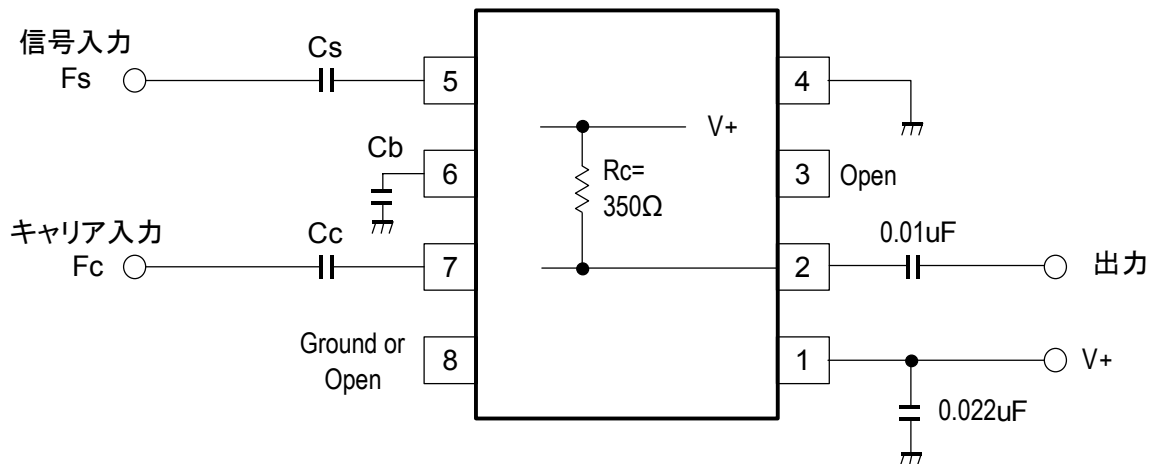 信号入力
Fs
Cs
5
4
V+
Cb
6
Rc=
350Ω
3
Open
キャリア入力
Fc
Cc
7
2
0.01uF
出力
Ground or
Open
8
1
V+
0.022uF